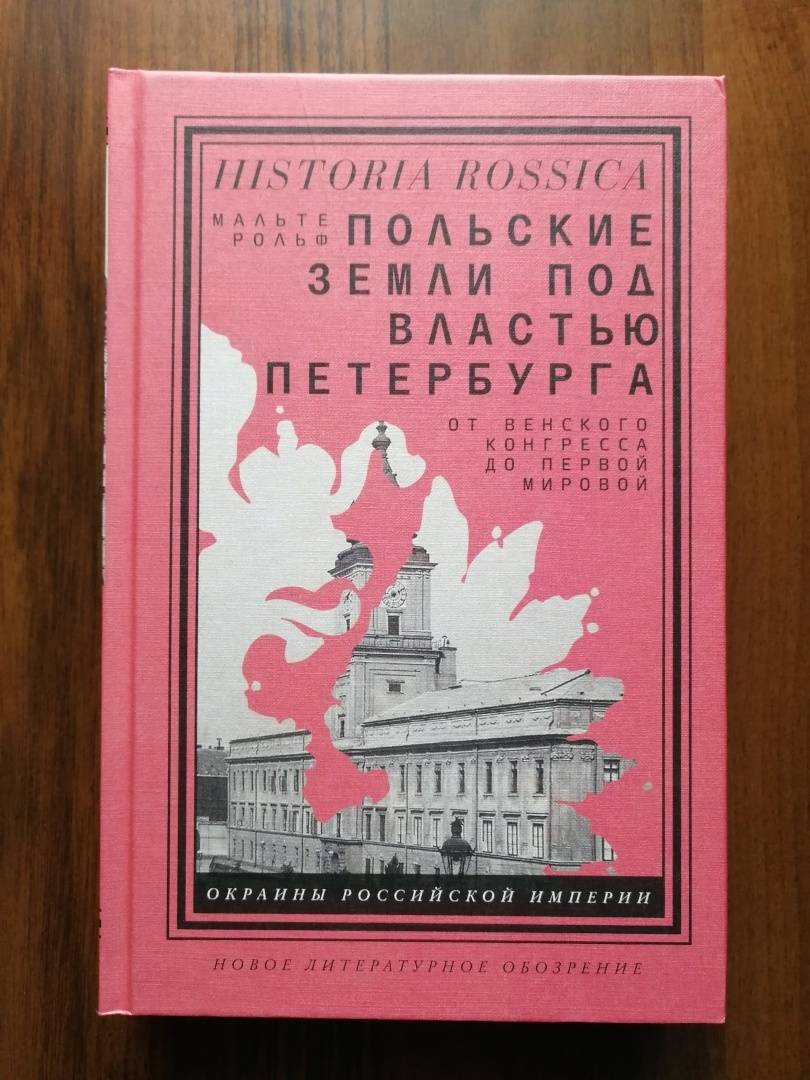 HISTORIA ROSSICA
МАЛЬТЕ
РОЛЬФ
ПОЛЬСКИЕ
ЗЕМЛИ ПОД
ВЛАСТЬЮ
ПЕТЕРБУРГА
ОТ ВЕНСКОГО
КОНГРЕССА
ДО ПЕРВОЙ
МИРОВОЙ
ОКРАИНЫ РОССИЙСКОЙ ИМПЕРИИ
НОВОЕ ЛИТЕРАТУРНОЕ ОБОЗРЕНИЕ